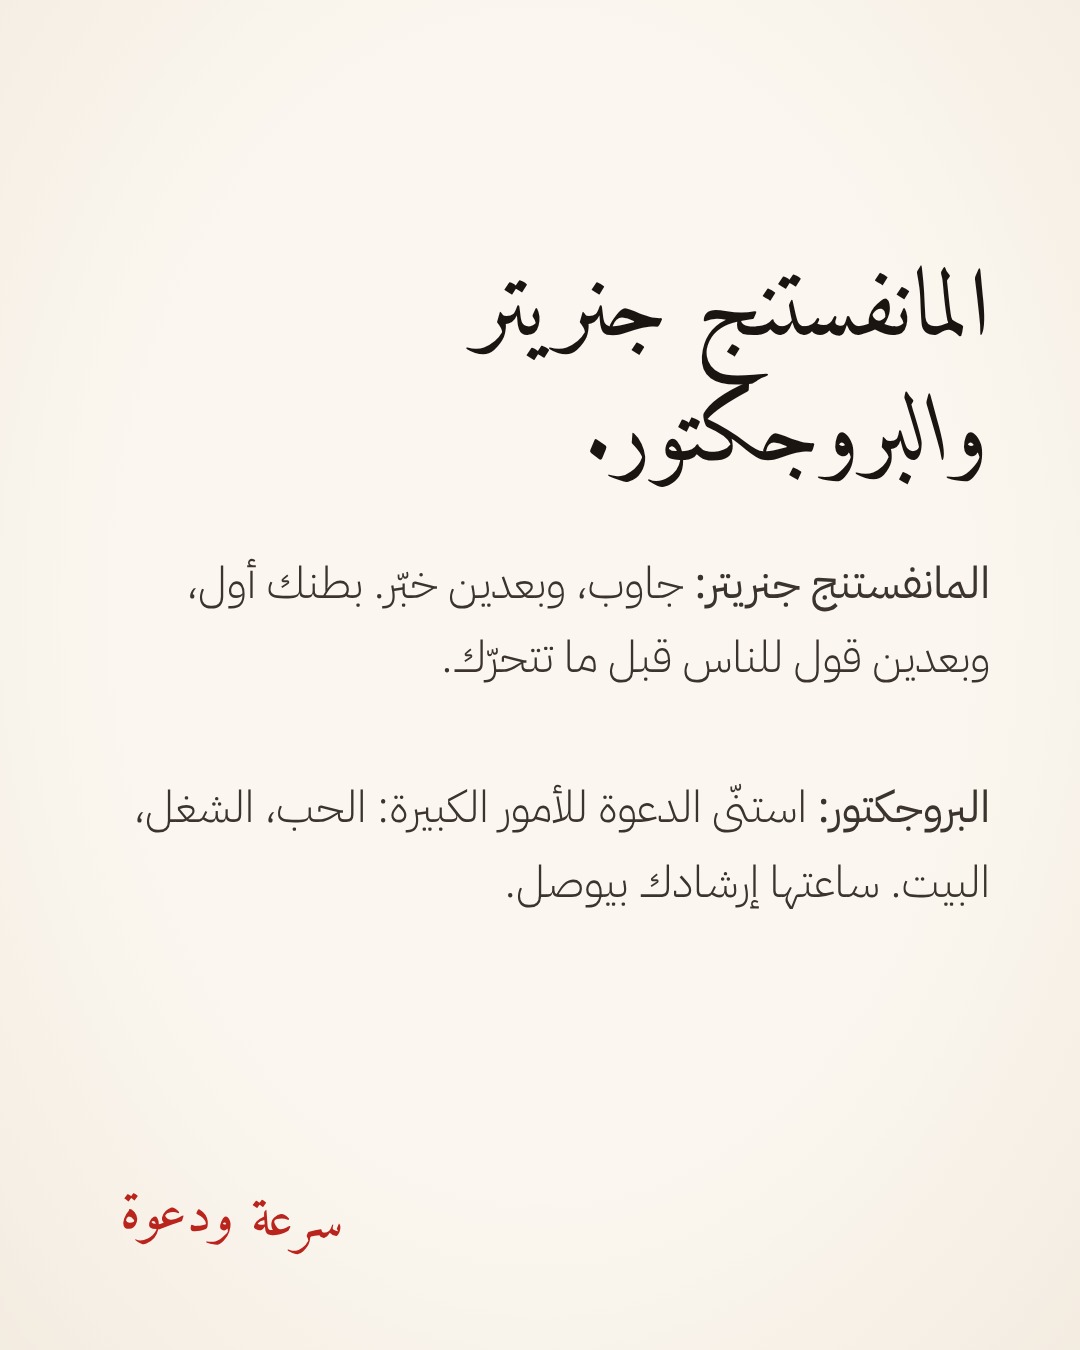 المانفستنج جنريتر
والبروجكتور.
المانفستنج جنريتر: جاوب، وبعدين خبّر. بطنك أول،
وبعدين قول للناس قبل ما تتحرّك.
البروجكتور: استنّى الدعوة للأمور الكبيرة: الحب، الشغل،
البيت. ساعتها إرشادك بيوصل.
سرعة ودعوة